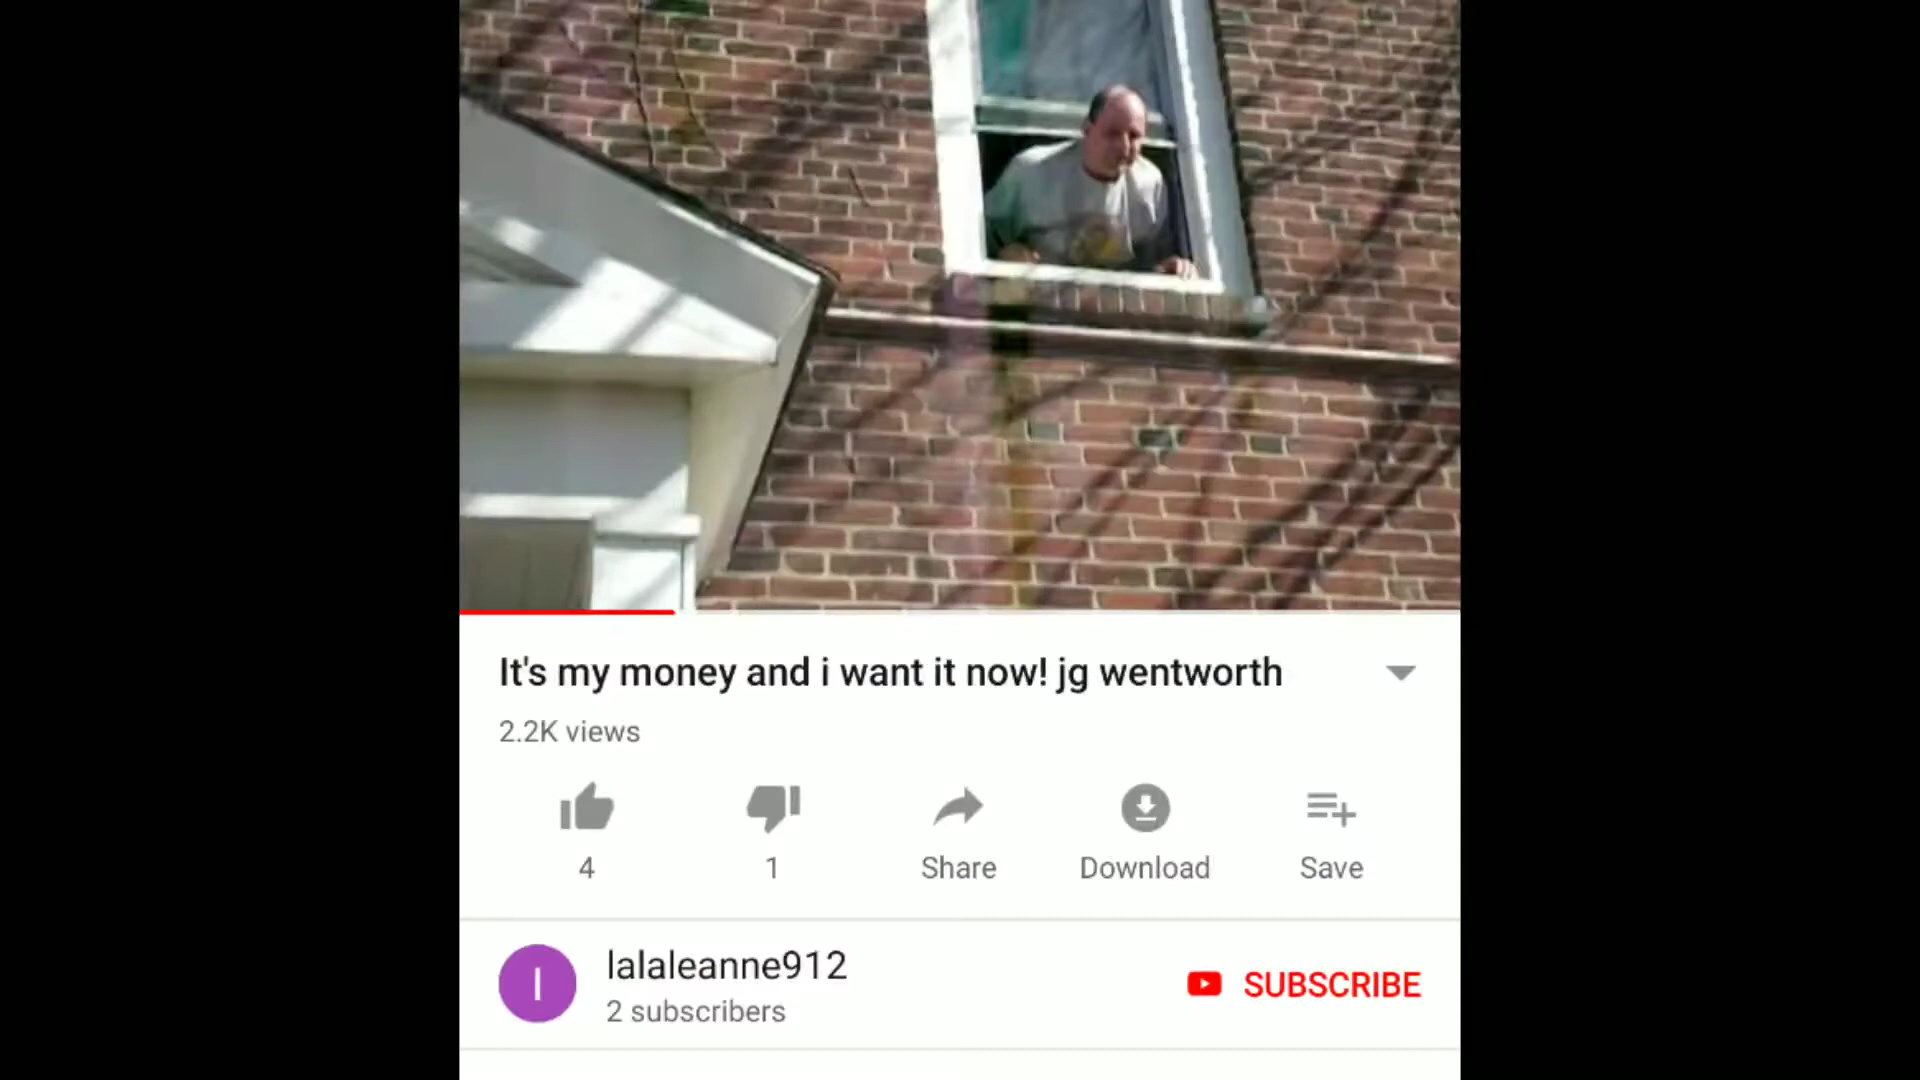 It's my money and i want it now! jg wentworth
2.2K views
4
1
Share
Download
Save
l
lalaleanne912
2 subscribers
SUBSCRIBE